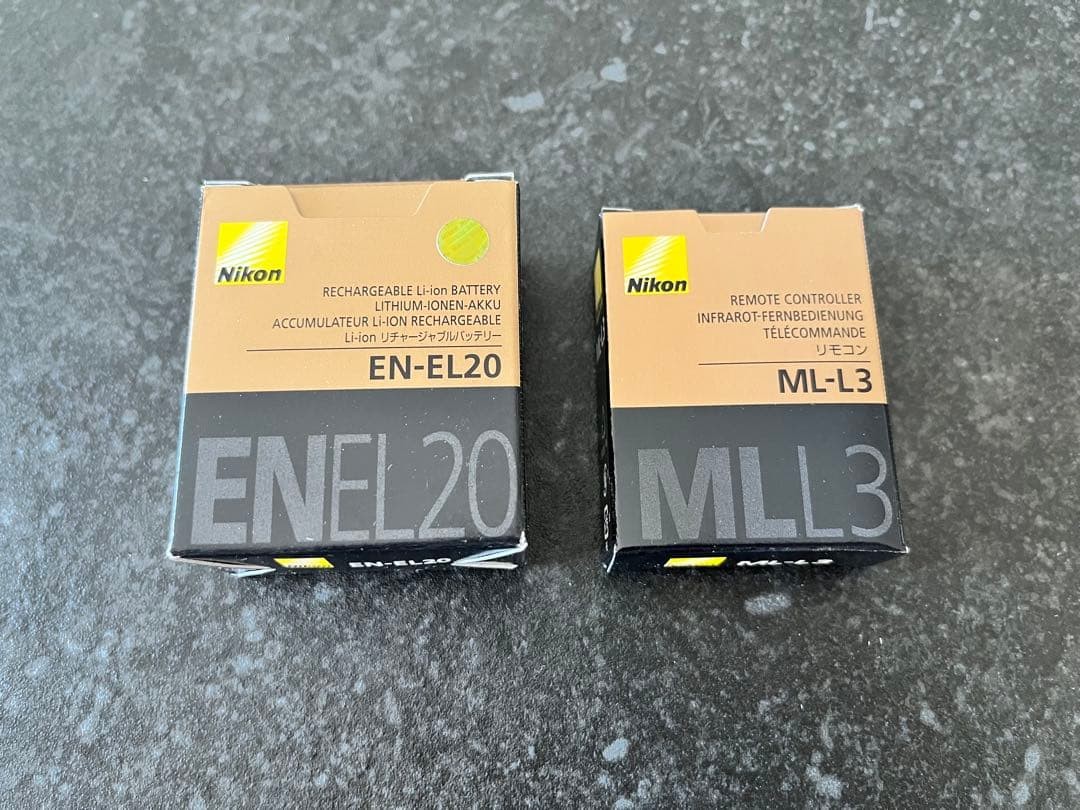 Nikon
RECHARGEABLE Li-ion BATTERY
LITHIUM-IONEN-AKKU
ACCUMULATEUR Li-ION RECHARGEABLE
Li-ion リチャージャブルバッテリー
EN-EL20
ENEL20
EN-EL20
Nikon
REMOTE CONTROLLER
INFRAROT-FERNBEDIENUNG
TÉLÉCOMMANDE
リモコン
ML-L3
MLL3
ML-L3